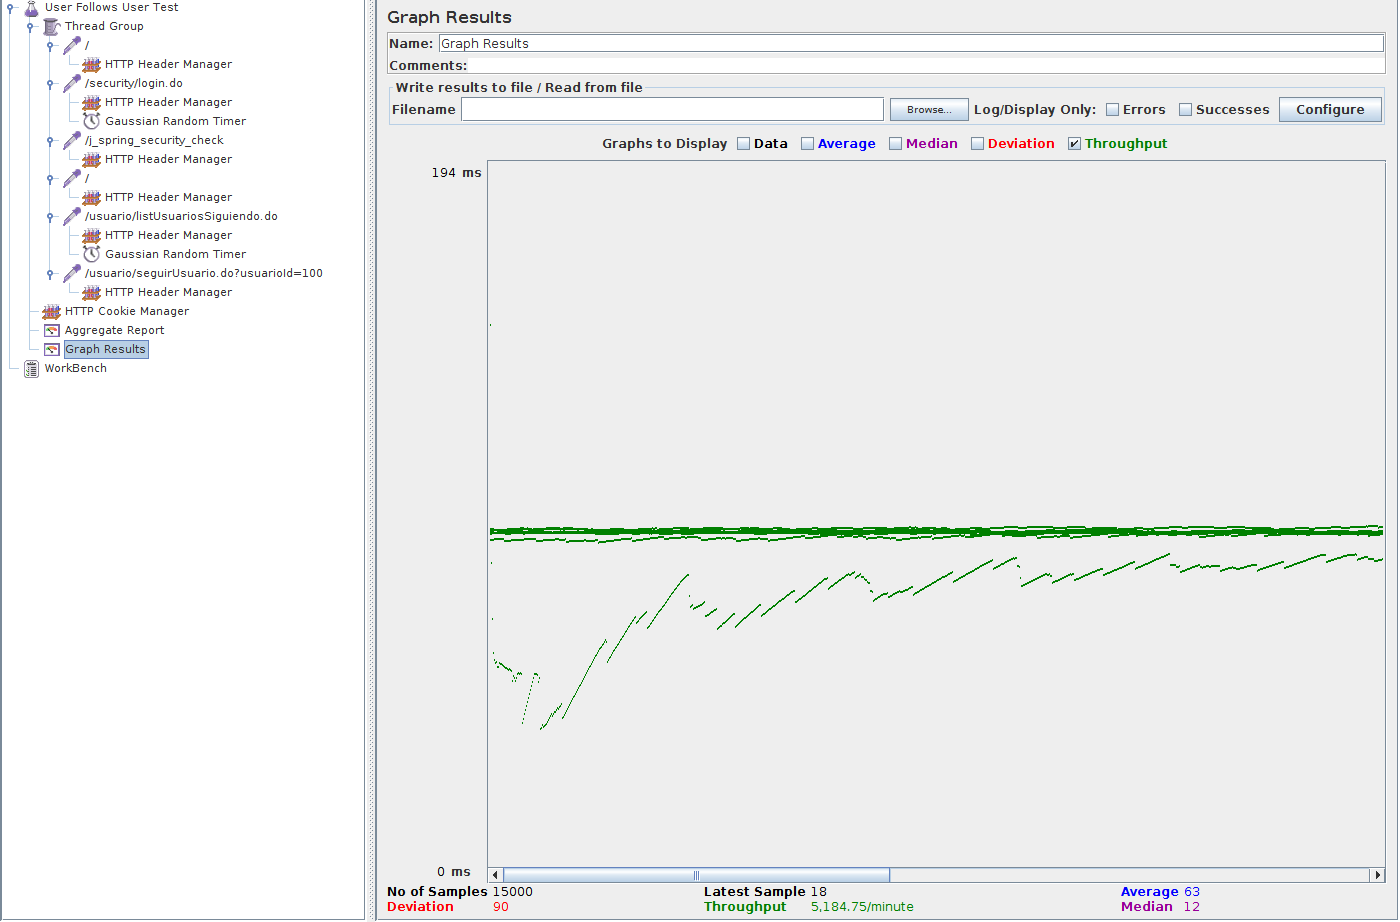 User Follows User Test
Thread Group
/
HTTP Header Manager
/security/login.do
HTTP Header Manager
Gaussian Random Timer
/j_spring_security_check
HTTP Header Manager
/
HTTP Header Manager
/usuario/listUsuariosSiguiendo.do
HTTP Header Manager
Gaussian Random Timer
/usuario/seguirUsuario.do?usuarioId=100
HTTP Header Manager
HTTP Cookie Manager
Aggregate Report
Graph Results
WorkBench
Graph Results
Name: Graph Results
Comments:
Write results to file / Read from file
Filename Browse... Log/Display Only: Errors Successes Configure
Graphs to Display Data Average Median Deviation Throughput
194 ms
0 ms
No of Samples 15000 Latest Sample 18 Average 63
Deviation 90 Throughput 5,184.75/minute Median 12